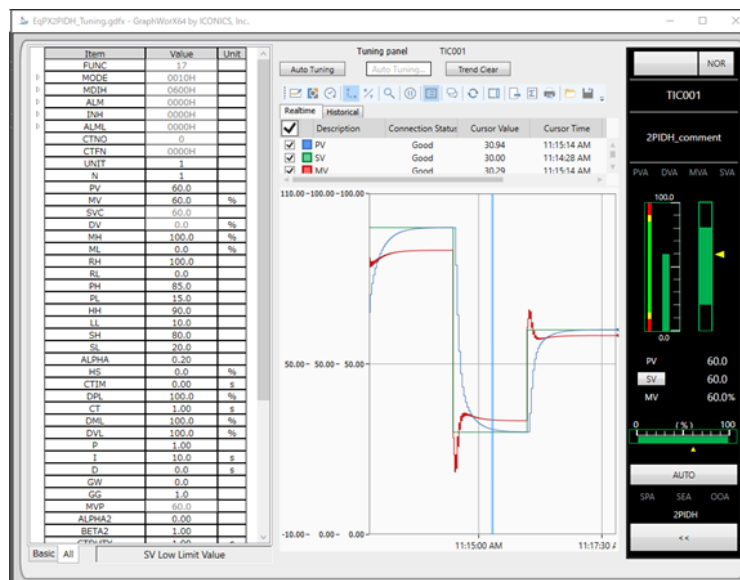 EqPX2PIDH_Tuning.gdfx - GraphWorX64 by ICONICS, Inc.
Item Value Unit
FUNC 17
MODE 0010H
MDIH 0600H
ALM 0000H
INH 0000H
ALML 0000H
CTNO 0
CTFN 0000H
UNIT 1
N 1
PV 60.0
MV 60.0 %
SVC 60.0
DV 0.0 %
MH 100.0 %
ML 0.0 %
RH 100.0
RL 0.0
PH 85.0
PL 15.0
HH 90.0
LL 10.0
SH 80.0
SL 20.0
ALPHA 0.20
HS 0.0 %
CTIM 0.00 s
DPL 100.0 %
CT 1.00 s
DML 100.0 %
DVL 100.0 %
P 1.00
I 10.0 s
D 0.0 s
GW 0.0
GG 1.0
MVP 60.0
ALPHA2 0.00
BETA2 1.00
Basic All SV Low Limit Value
Tuning panel TIC001
Auto Tuning Auto Tuning... Trend Clear
Realtime Historical
Description Connection Status Cursor Value Cursor Time
PV Good 30.94 11:15:14 AM
SV Good 30.00 11:14:28 AM
MV Good 30.29 11:15:14 AM
110.00 100.00 100.00
50.00 50.00 50.00
-10.00 0.00 0.00
11:15:00 AM 11:17:30 A
NOR
TIC001
2PIDH_comment
PVA DVA MVA SVA
100.0
0.0
PV 60.0
SV 60.0
MV 60.0%
0 (%) 100
AUTO
SPA SEA OOA
2PIDH
<<